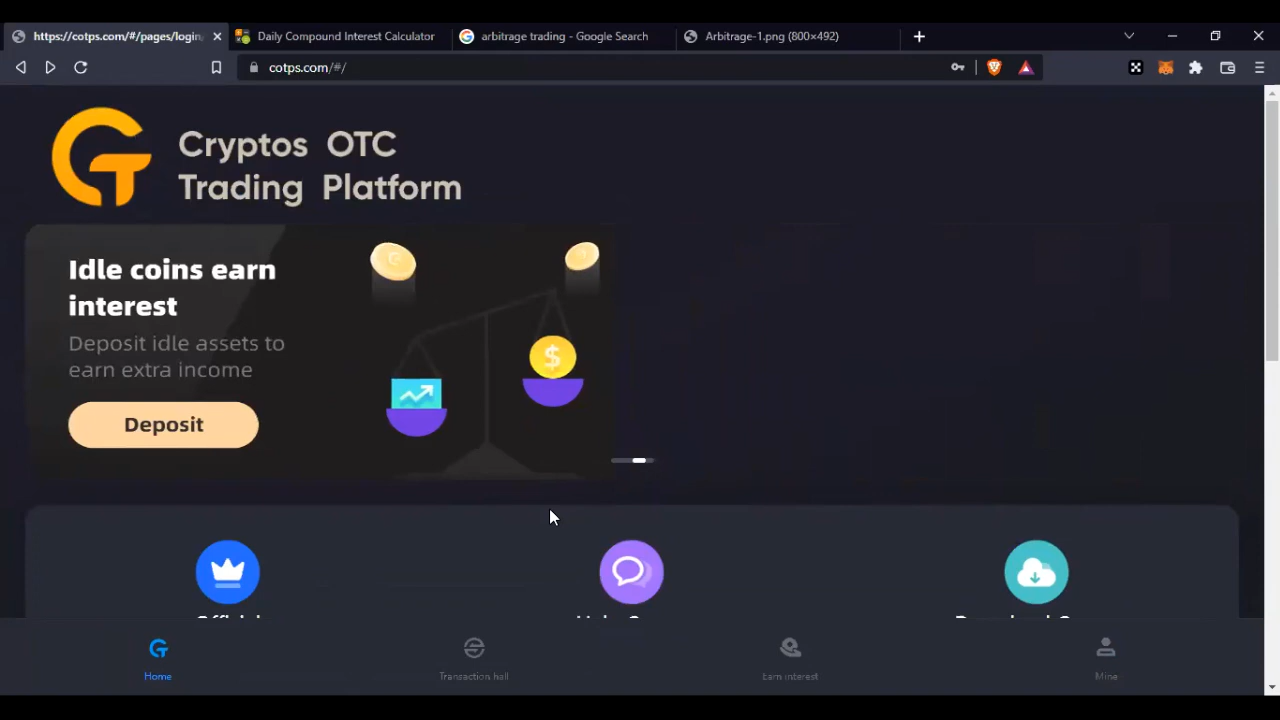 https://cotps.com/#/pages/login
Daily Compound Interest Calculator
arbitrage trading - Google Search
Arbitrage-1.png (800×492)
cotps.com/#/
Cryptos OTC
Trading Platform
Idle coins earn
interest
Deposit idle assets to
earn extra income
Deposit
Home
Transaction hall
Earn interest
Mine